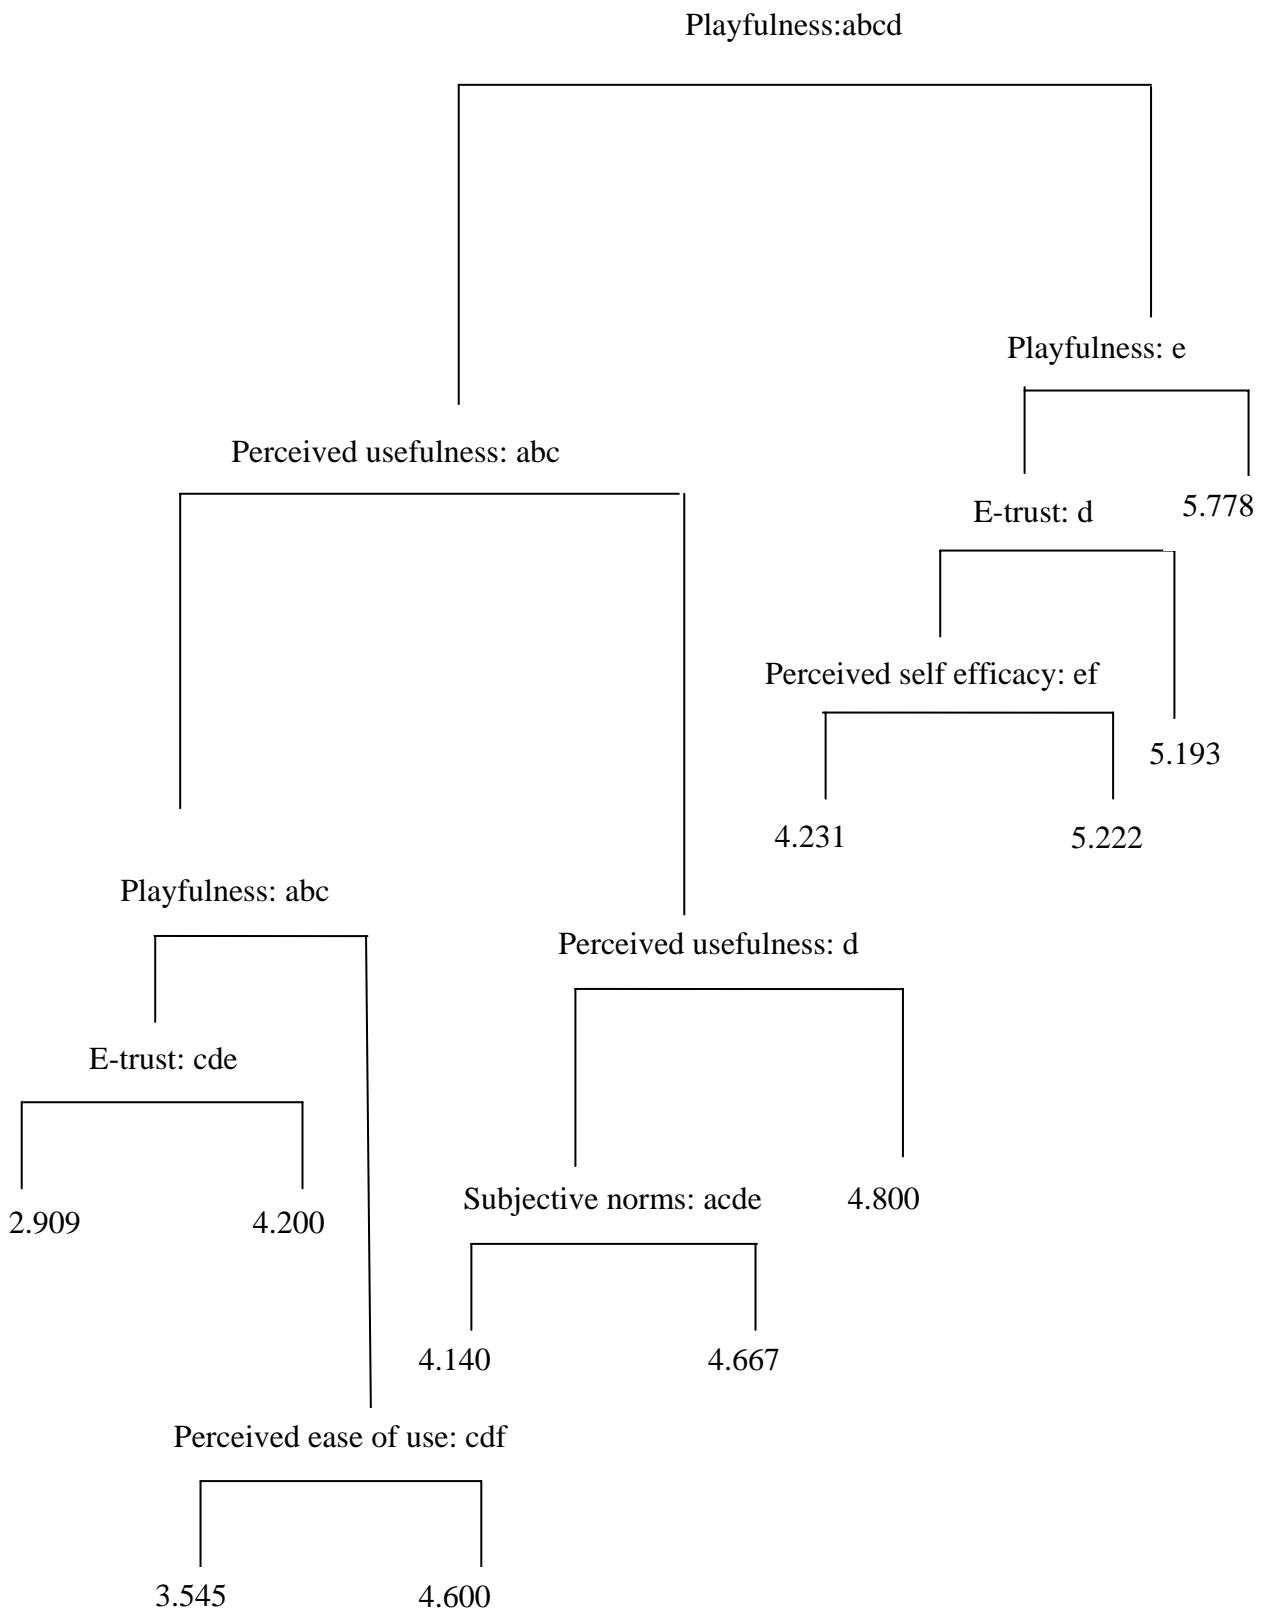 Playfulness:abcd
Playfulness: e
Perceived usefulness: abc
E-trust: d
5.778
Perceived self efficacy: ef
5.193
4.231
5.222
Playfulness: abc
Perceived usefulness: d
E-trust: cde
Subjective norms: acde
4.800
2.909
4.200
4.140
4.667
Perceived ease of use: cdf
3.545
4.600